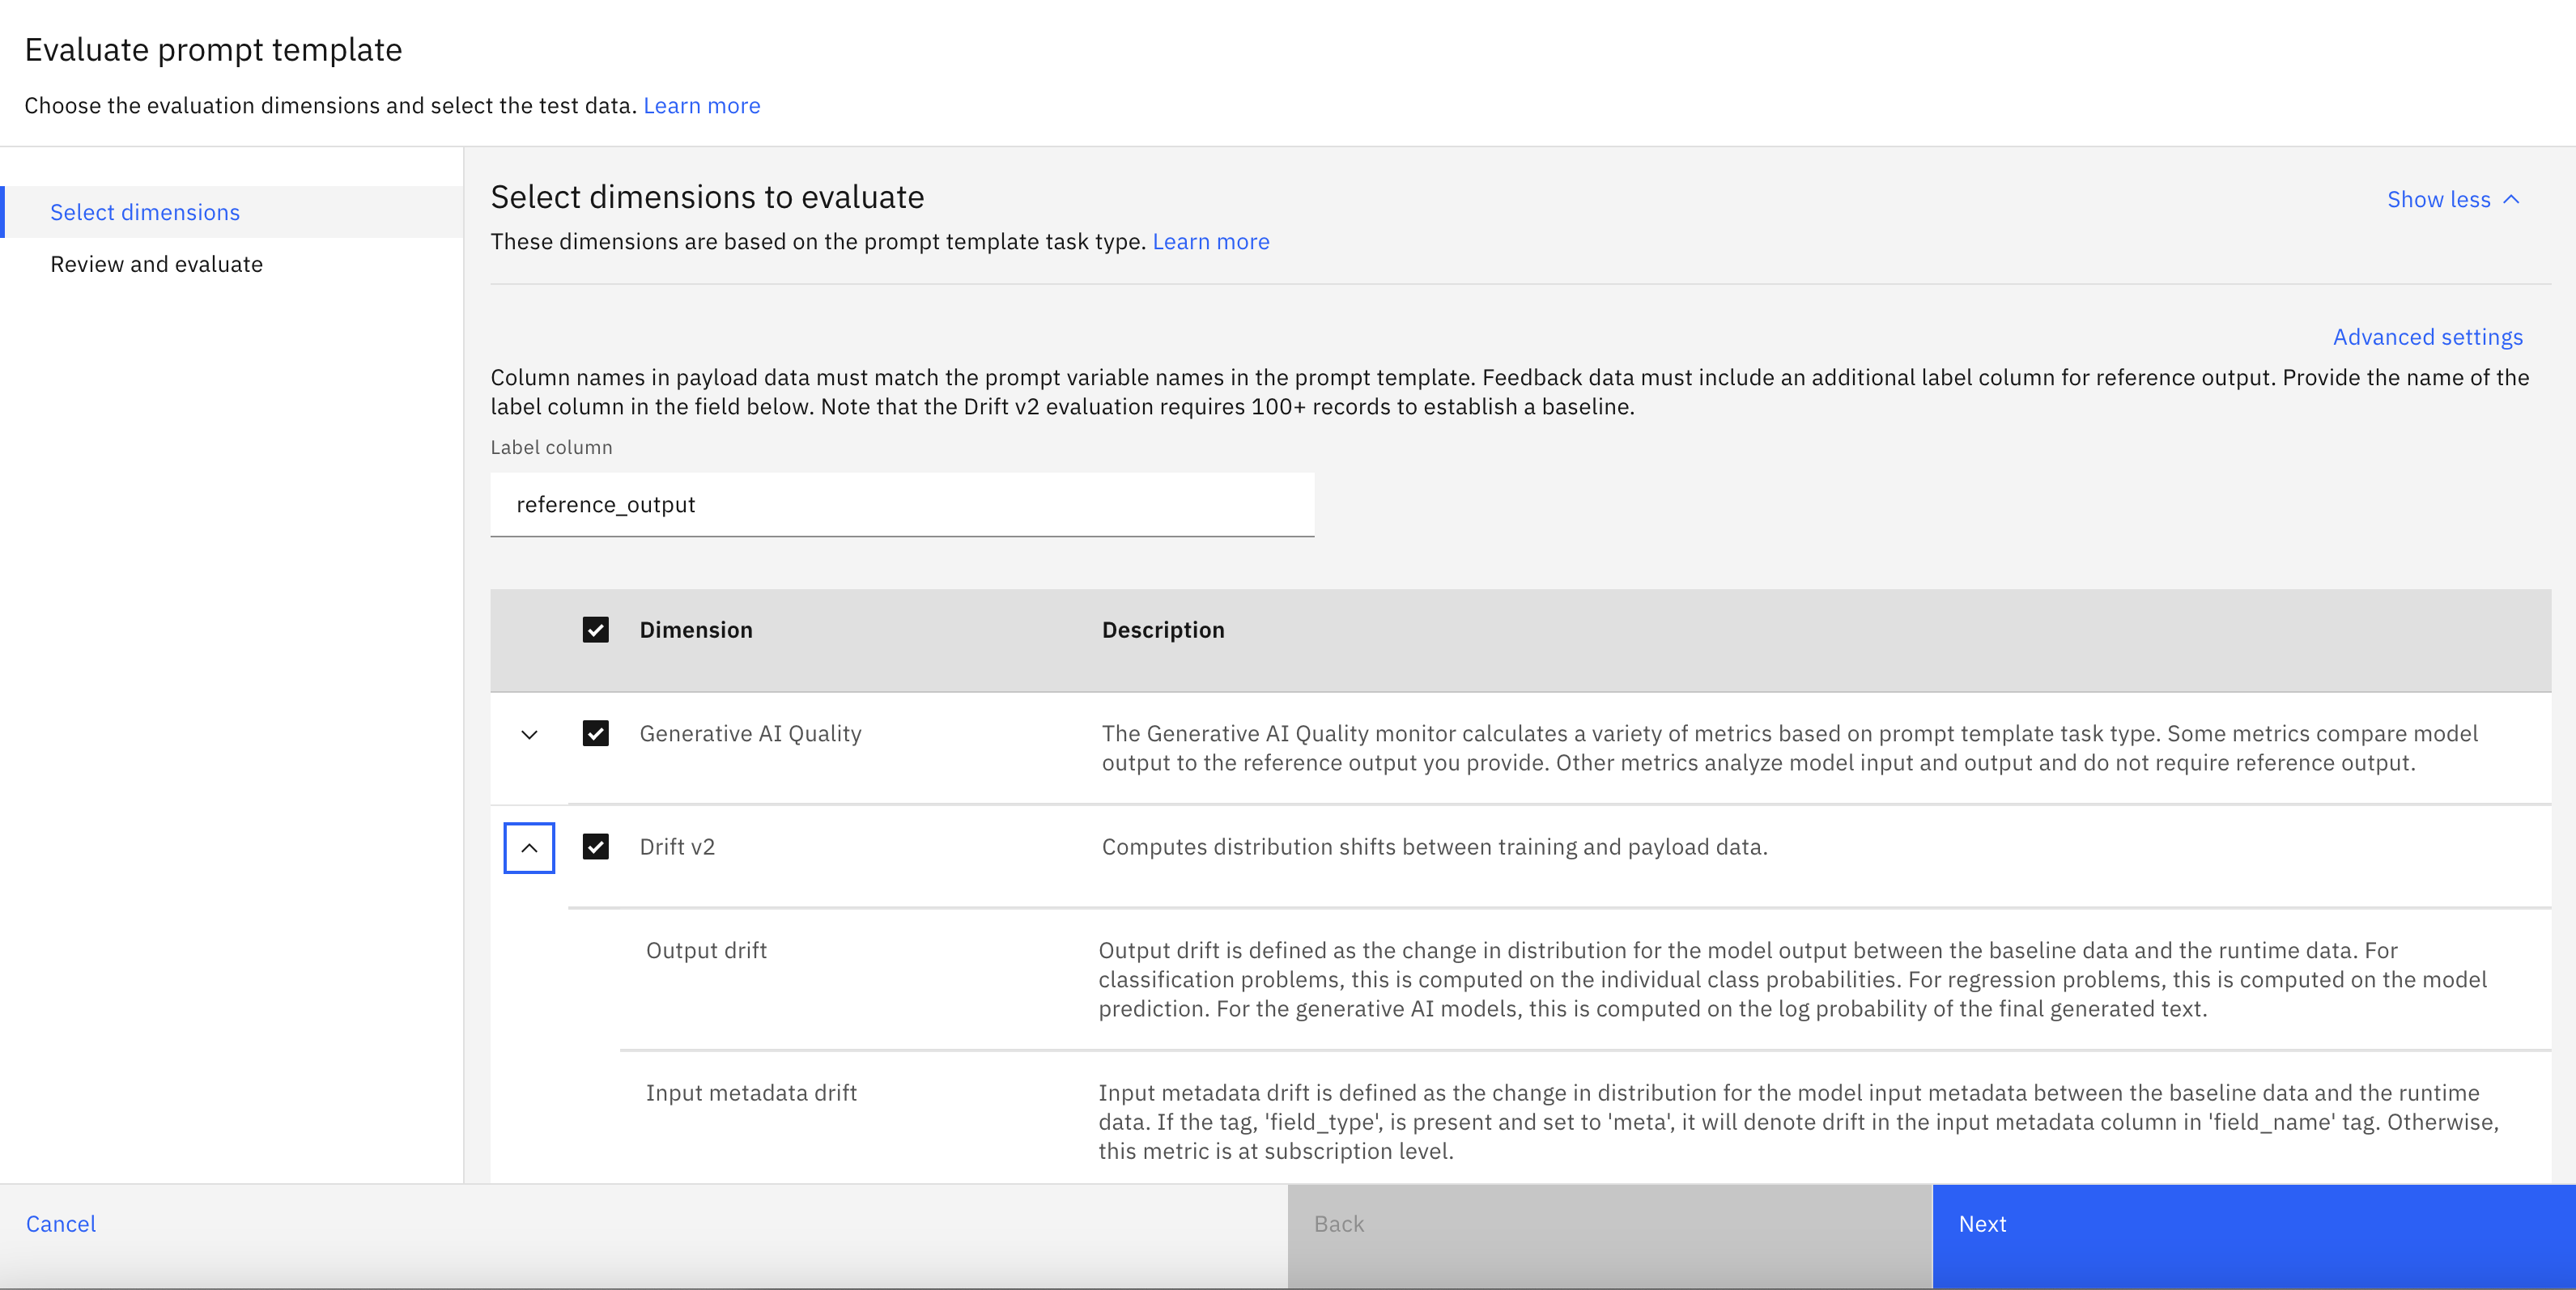 Evaluate prompt template
Choose the evaluation dimensions and select the test data. Learn more
Select dimensions
Review and evaluate
Select dimensions to evaluate
Show less
These dimensions are based on the prompt template task type. Learn more
Advanced settings
Column names in payload data must match the prompt variable names in the prompt template. Feedback data must include an additional label column for reference output. Provide the name of the
label column in the field below. Note that the Drift v2 evaluation requires 100+ records to establish a baseline.
Label column
reference_output
Dimension
Description
Generative AI Quality
The Generative AI Quality monitor calculates a variety of metrics based on prompt template task type. Some metrics compare model
output to the reference output you provide. Other metrics analyze model input and output and do not require reference output.
Drift v2
Computes distribution shifts between training and payload data.
Output drift
Output drift is defined as the change in distribution for the model output between the baseline data and the runtime data. For
classification problems, this is computed on the individual class probabilities. For regression problems, this is computed on the model
prediction. For the generative AI models, this is computed on the log probability of the final generated text.
Input metadata drift
Input metadata drift is defined as the change in distribution for the model input metadata between the baseline data and the runtime
data. If the tag, 'field_type', is present and set to 'meta', it will denote drift in the input metadata column in 'field_name' tag. Otherwise,
this metric is at subscription level.
Cancel
Back
Next